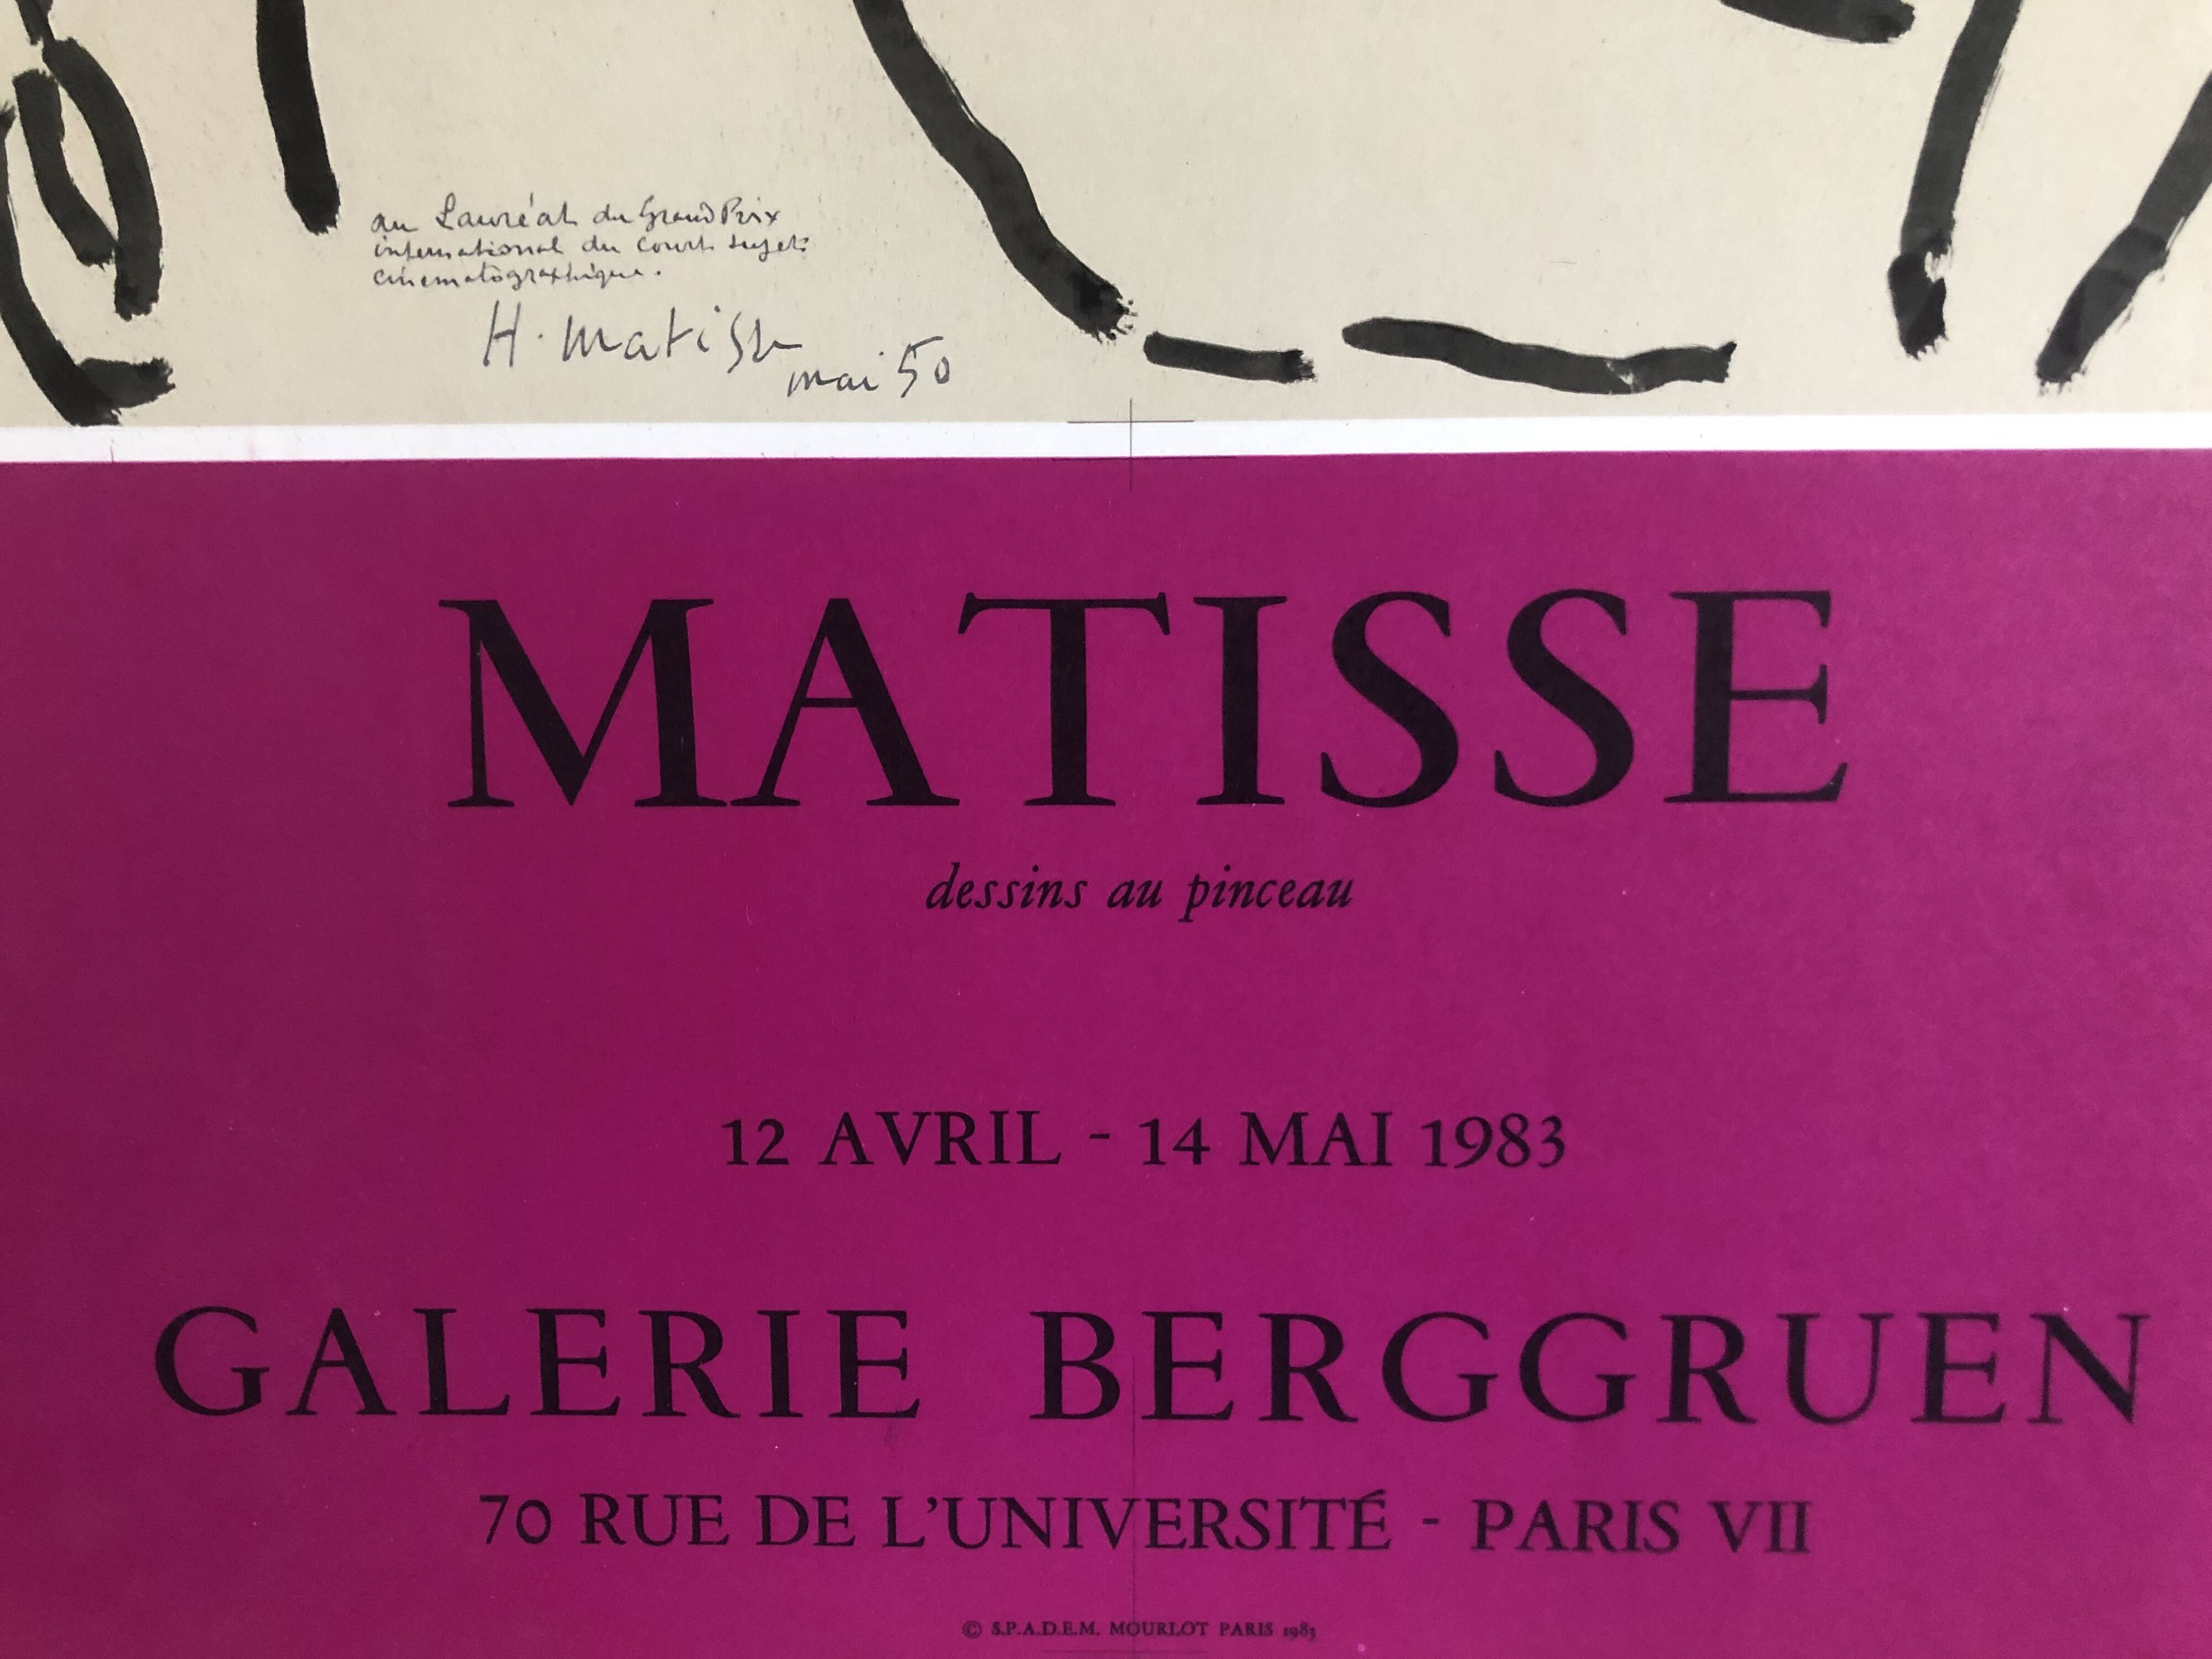 au Lauréat du Grand Prix
international du court sujet
cinematographique.
H. matisse
mai 50
MATISSE
dessins au pinceau
12 AVRIL - 14 MAI 1983
GALERIE BERGGRUEN
70 RUE DE L'UNIVERSITÉ - PARIS VII
© S.P.A.D.E.M. MOURLOT PARIS 1983